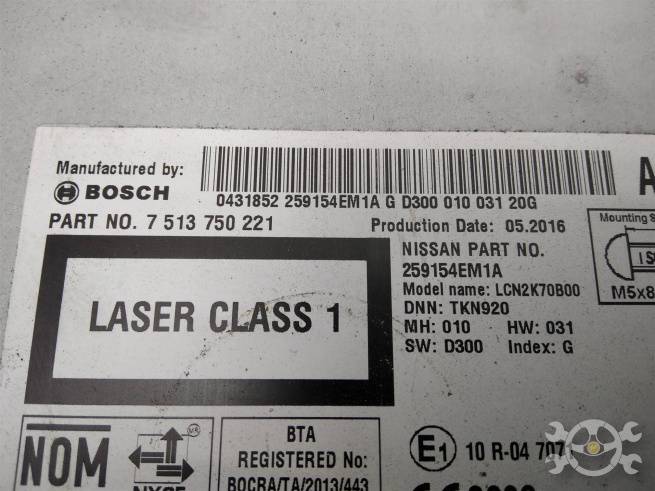 Manufactured by:
BOSCH
0431852 259154EM1A G D300 010 031 20G
PART NO. 7 513 750 221
Production Date: 05.2016
NISSAN PART NO.
259154EM1A
Model name: LCN2K70B00
DNN: TKN920
MH: 010 HW: 031
SW: D300 Index: G
Mounting S
M5x8
LASER CLASS 1
NOM
BTA
REGISTERED No:
BOCRA/TA/2013/443
E1 10 R-04 7071